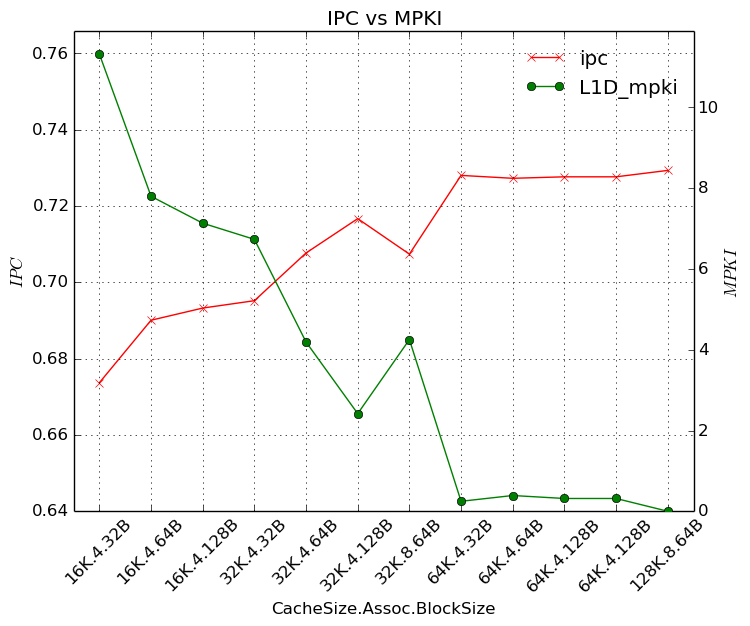 IPC vs MPKI
ipc
L1D_mpki
0.76
0.74
0.72
0.70
0.68
0.66
0.64
IPC
10
8
6
4
2
0
MPKI
16K.4.32B
16K.4.64B
16K.4.128B
32K.4.32B
32K.4.64B
32K.4.128B
32K.8.64B
64K.4.32B
64K.4.64B
64K.4.128B
64K.4.128B
128K.8.64B
CacheSize.Assoc.BlockSize